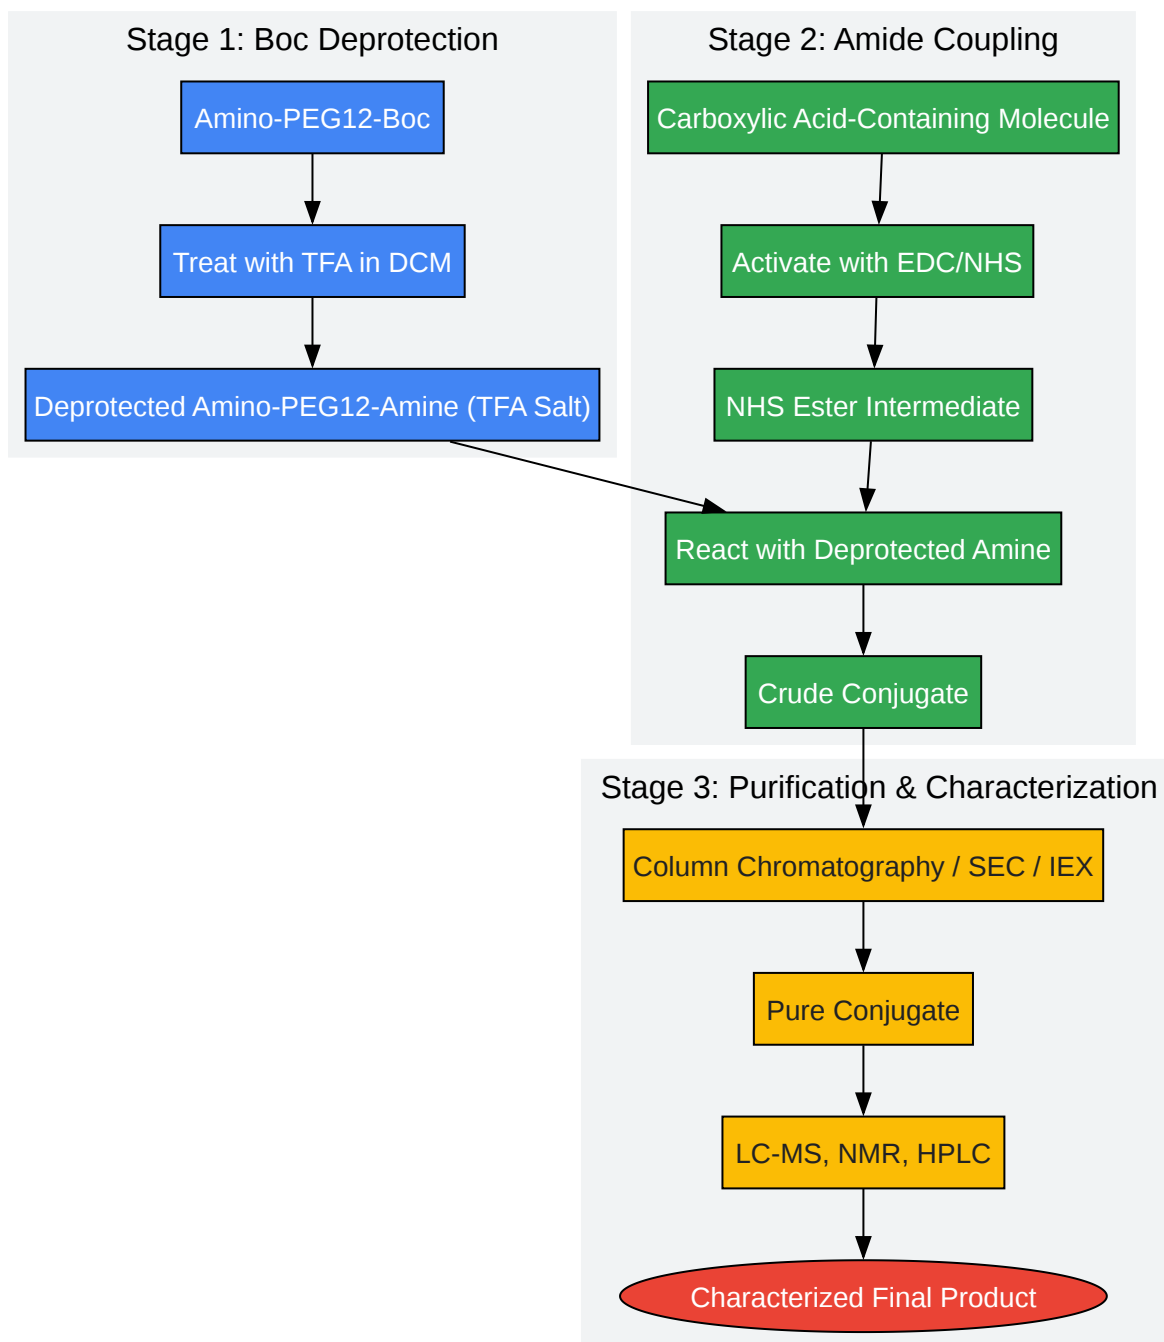 Stage 1: Boc Deprotection
Amino-PEG12-Boc
Treat with TFA in DCM
Deprotected Amino-PEG12-Amine (TFA Salt)
Stage 2: Amide Coupling
Carboxylic Acid-Containing Molecule
Activate with EDC/NHS
NHS Ester Intermediate
React with Deprotected Amine
Crude Conjugate
Stage 3: Purification & Characterization
Column Chromatography / SEC / IEX
Pure Conjugate
LC-MS, NMR, HPLC
Characterized Final Product